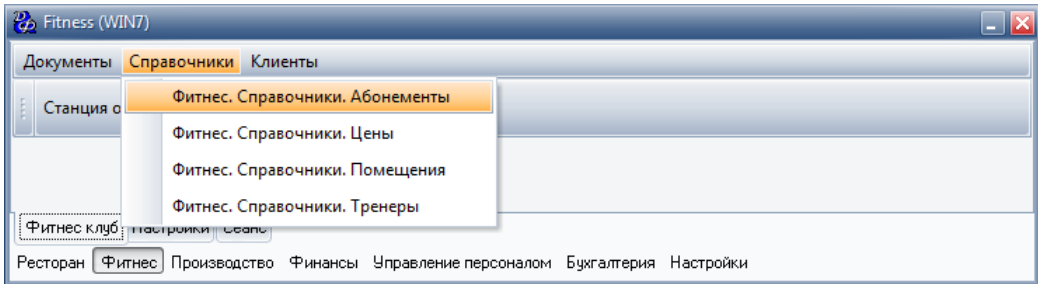 Fitness (WIN7)
Документы Справочники Клиенты
Станция о
Фитнес. Справочники. Абонементы
Фитнес. Справочники. Цены
Фитнес. Справочники. Помещения
Фитнес. Справочники. Тренеры
Фитнес клуб Настройки Сеанс
Ресторан Фитнес Производство Финансы Управление персоналом Бухгалтерия Настройки